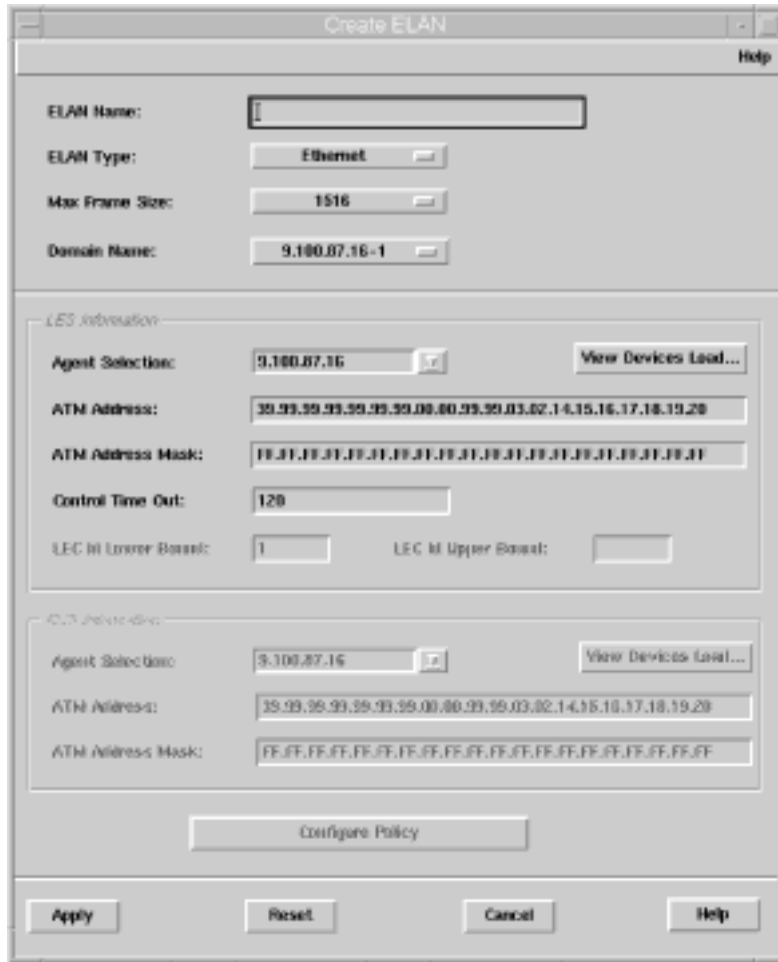 Create ELAN
Help
ELAN Name:
ELAN Type: Ethernet
Max Frame Size: 1516
Domain Name: 9.100.87.16-1
LES Information
Agent Selection: 9.100.87.16 View Devices Load...
ATM Address: 39.99.99.99.99.99.99.00.00.99.99.03.02.14.15.16.17.18.19.20
ATM Address Mask: FF.FF.FF.FF.FF.FF.FF.FF.FF.FF.FF.FF.FF.FF.FF.FF.FF.FF.FF.FF
Control Time Out: 120
LEC Id Lower Bound: 1 LEC Id Upper Bound:
Information
Agent Selection: 9.100.87.16 View Devices Load...
ATM Address: 39.99.99.99.99.99.99.00.00.99.99.03.02.14.15.16.17.18.19.20
ATM Address Mask: FF.FF.FF.FF.FF.FF.FF.FF.FF.FF.FF.FF.FF.FF.FF.FF.FF.FF.FF.FF
Configure Policy
Apply Reset Cancel Help